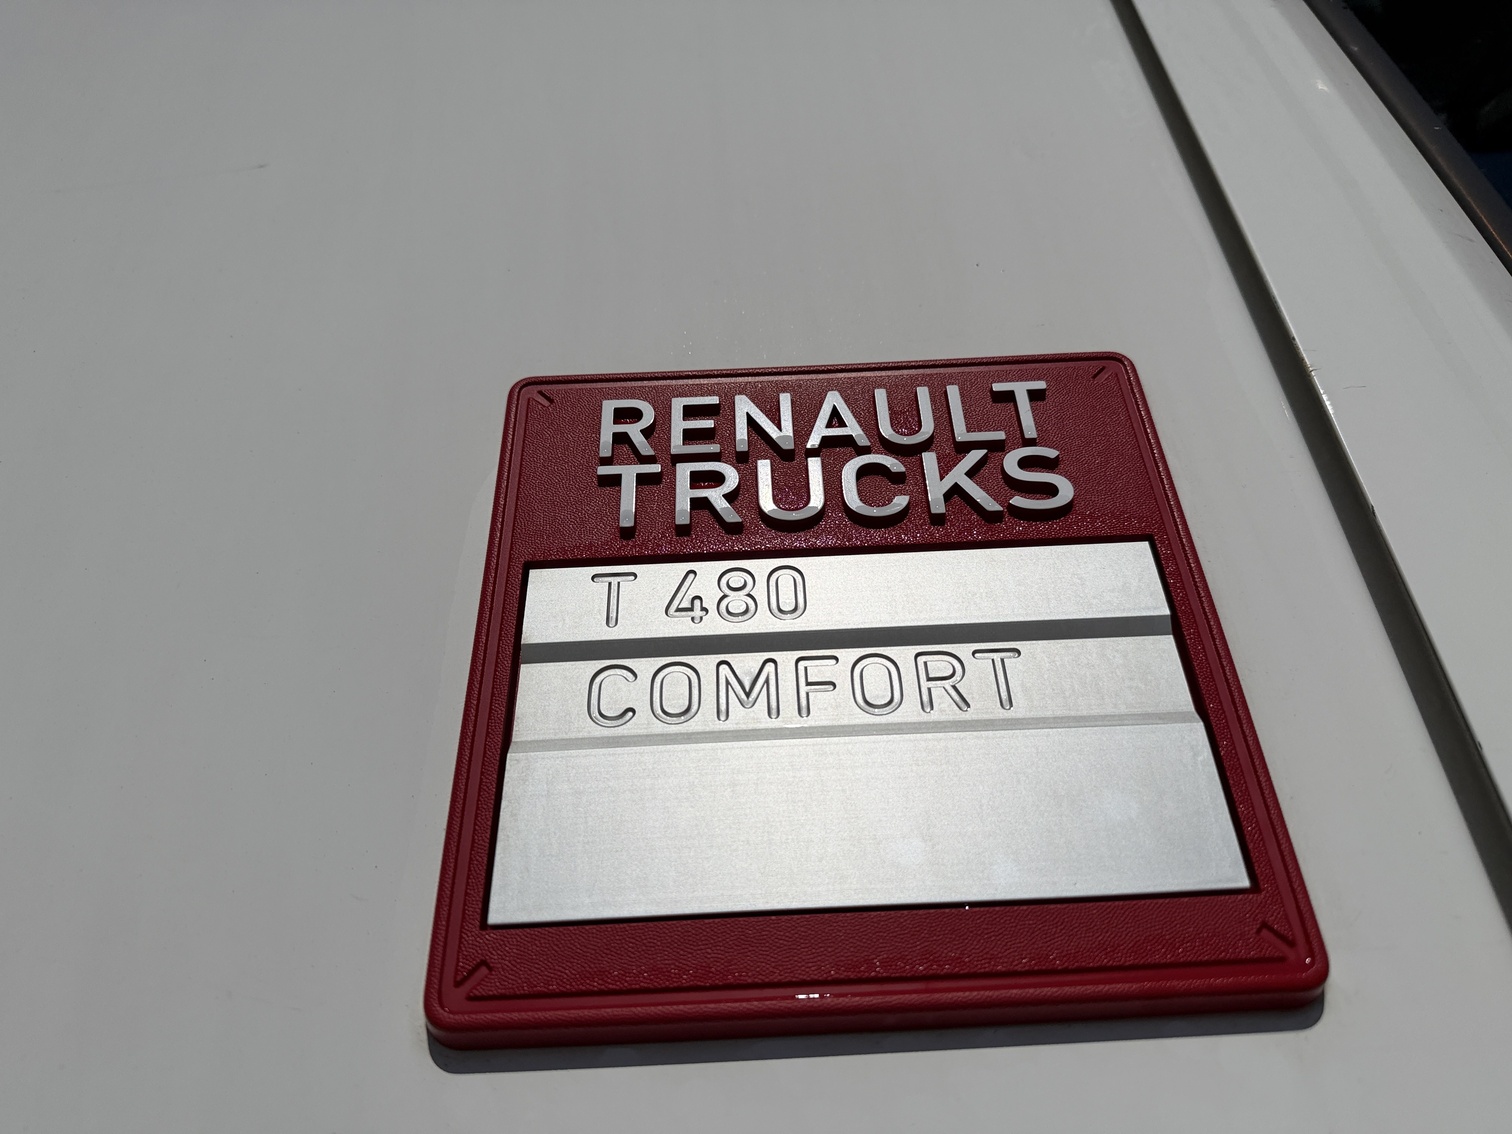 RENAULT
TRUCKS
T 480
COMFORT